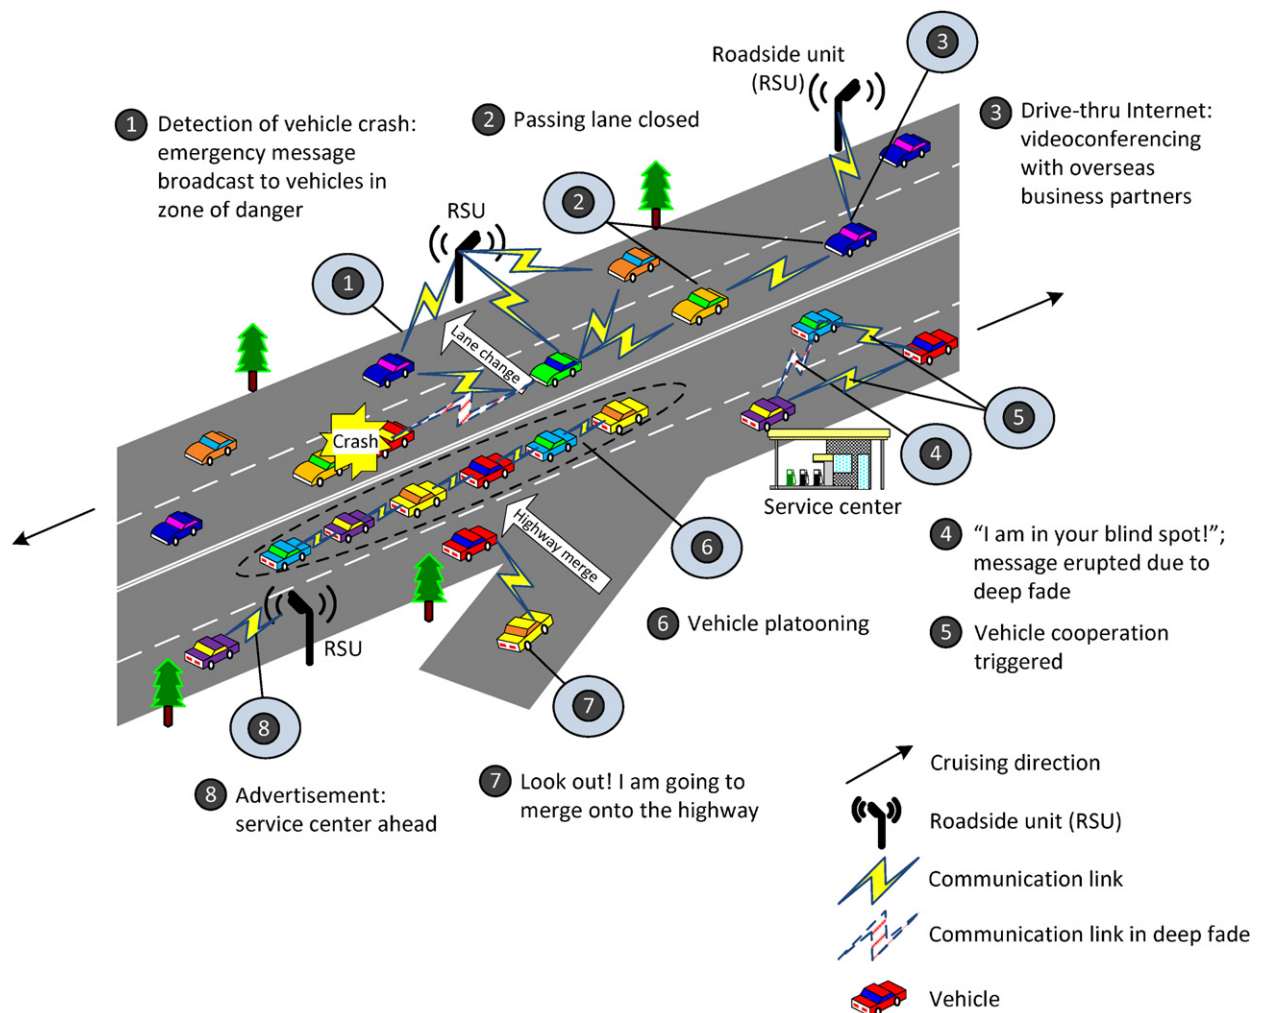 Roadside unit
(RSU)
3
1 Detection of vehicle crash:
emergency message
broadcast to vehicles in
zone of danger
2 Passing lane closed
3 Drive-thru Internet:
videoconferencing
with overseas
business partners
2
RSU
1
Lane change
5
Crash
4
Service center
Highway merge
6
4 “I am in your blind spot!”;
message erupted due to
deep fade
5 Vehicle cooperation
triggered
6 Vehicle platooning
RSU
7
8
7 Look out! I am going to
merge onto the highway
8 Advertisement:
service center ahead
Cruising direction
Roadside unit (RSU)
Communication link
Communication link in deep fade
Vehicle